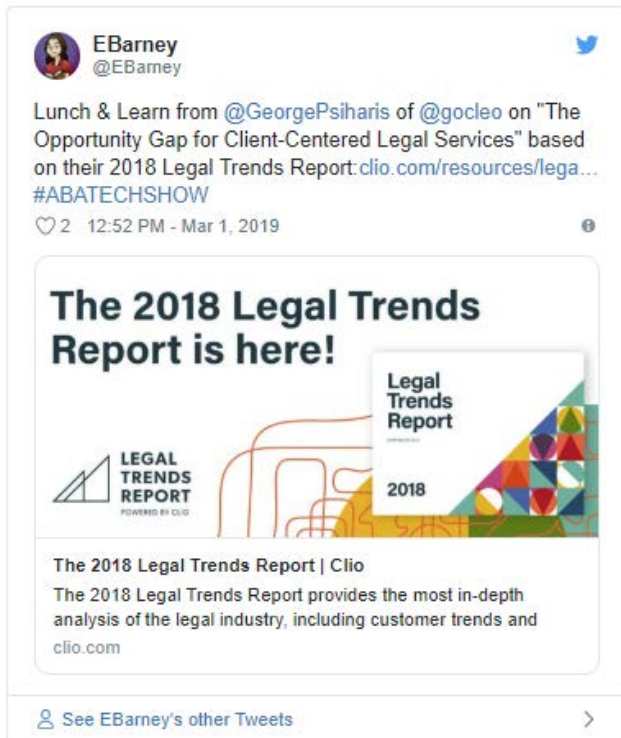 EBarney
@EBarney
Lunch & Learn from @GeorgePsiharis of @gocleo on "The
Opportunity Gap for Client-Centered Legal Services" based
on their 2018 Legal Trends Report:clio.com/resources/lega...
#ABATECHSHOW
2 12:52 PM - Mar 1, 2019
The 2018 Legal Trends
Report is here!
Legal
Trends
Report
2018
LEGAL
TRENDS
REPORT
POWERED BY CLIO
The 2018 Legal Trends Report | Clio
The 2018 Legal Trends Report provides the most in-depth
analysis of the legal industry, including customer trends and
clio.com
See EBarney's other Tweets